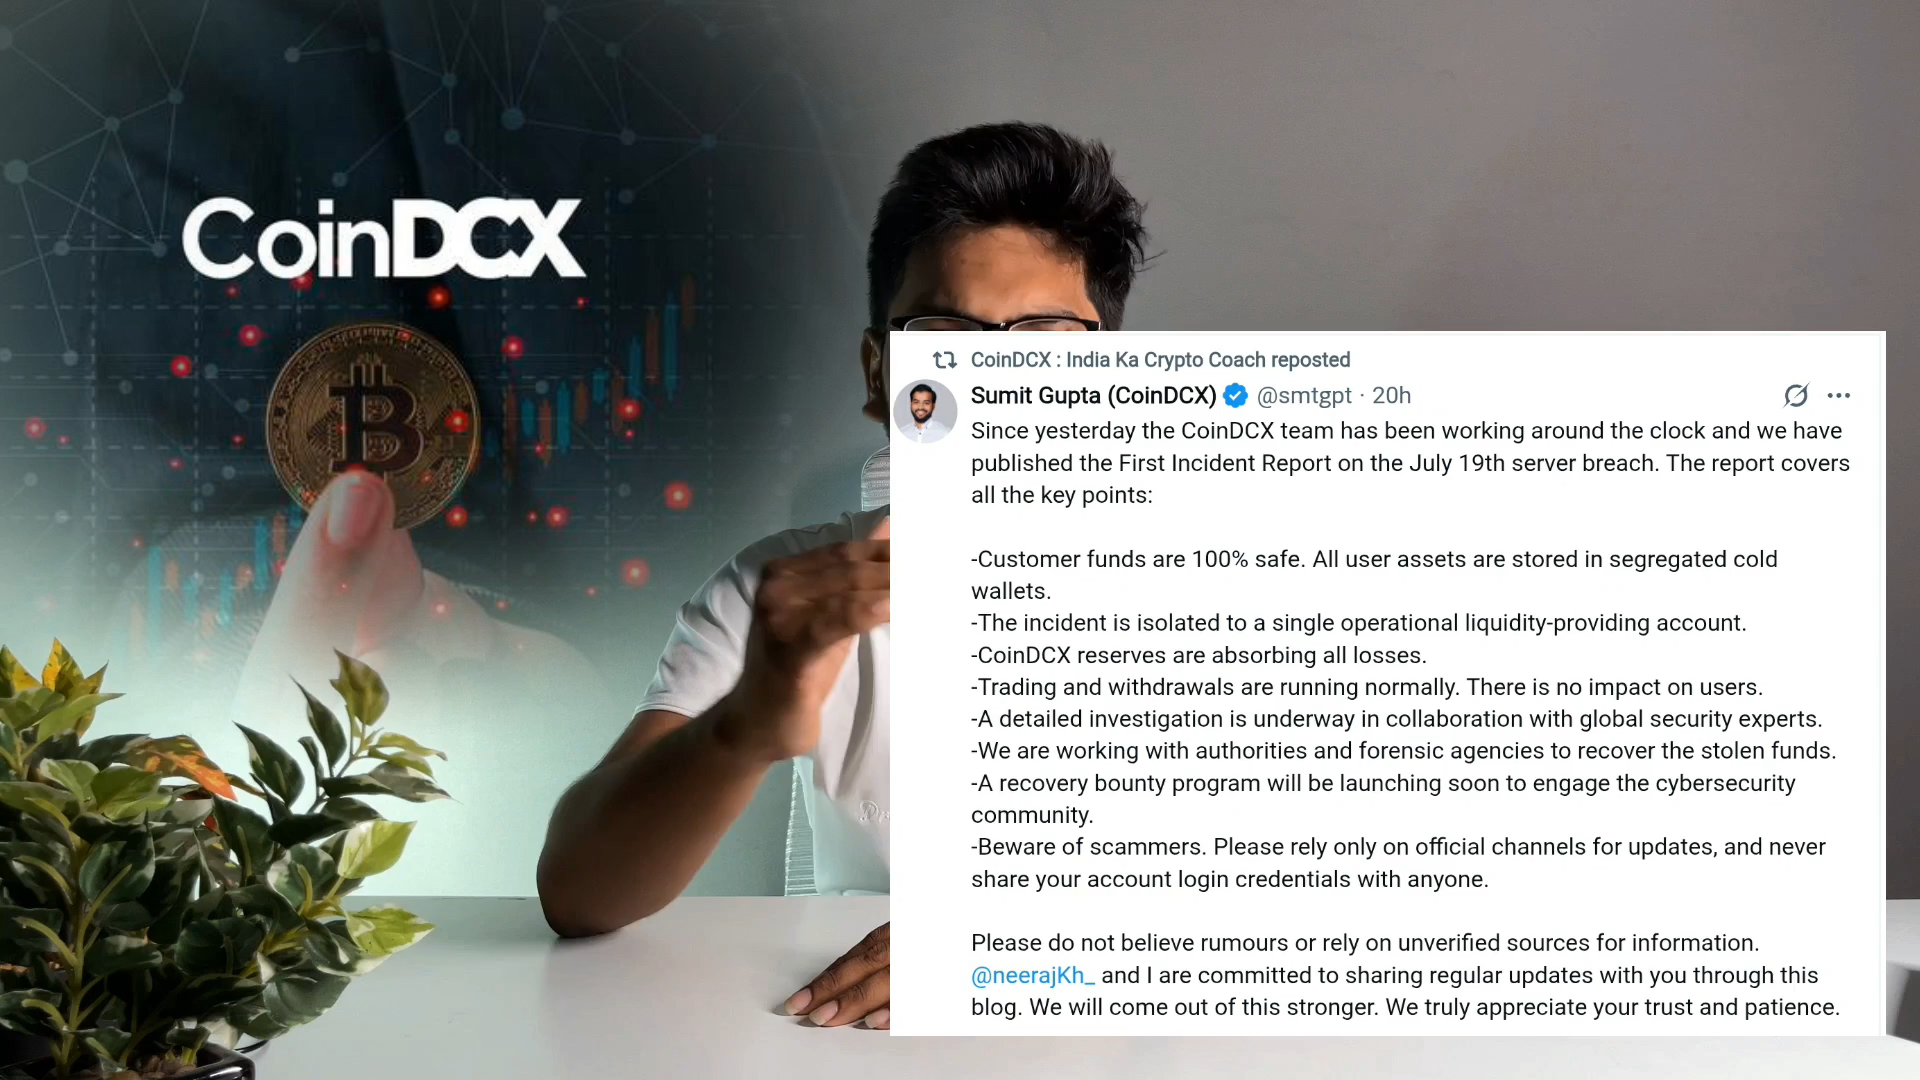 CoinDCX
CoinDCX : India Ka Crypto Coach reposted
Sumit Gupta (CoinDCX) @smtgpt · 20h
Since yesterday the CoinDCX team has been working around the clock and we have
published the First Incident Report on the July 19th server breach. The report covers
all the key points:
-Customer funds are 100% safe. All user assets are stored in segregated cold
wallets.
-The incident is isolated to a single operational liquidity-providing account.
-CoinDCX reserves are absorbing all losses.
-Trading and withdrawals are running normally. There is no impact on users.
-A detailed investigation is underway in collaboration with global security experts.
-We are working with authorities and forensic agencies to recover the stolen funds.
-A recovery bounty program will be launching soon to engage the cybersecurity
community.
-Beware of scammers. Please rely only on official channels for updates, and never
share your account login credentials with anyone.
Please do not believe rumours or rely on unverified sources for information.
@neerajKh_ and I are committed to sharing regular updates with you through this
blog. We will come out of this stronger. We truly appreciate your trust and patience.